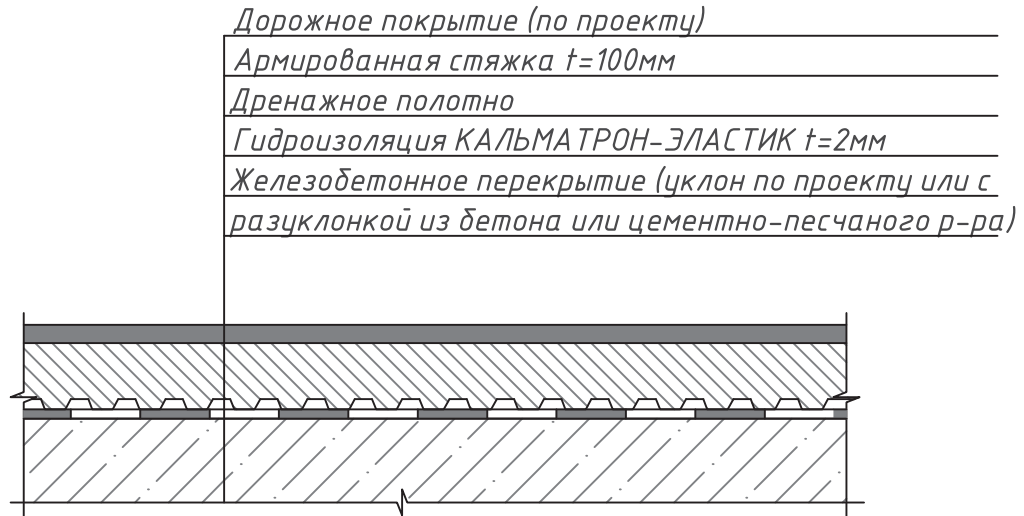 Дорожное покрытие (по проекту)
Армированная стяжка t=100мм
Дренажное полотно
Гидроизоляция КАЛЬМАТРОН-ЭЛАСТИК t=2мм
Железобетонное перекрытие (уклон по проекту или с
разуклонкой из бетона или цементно-песчаного р-ра)